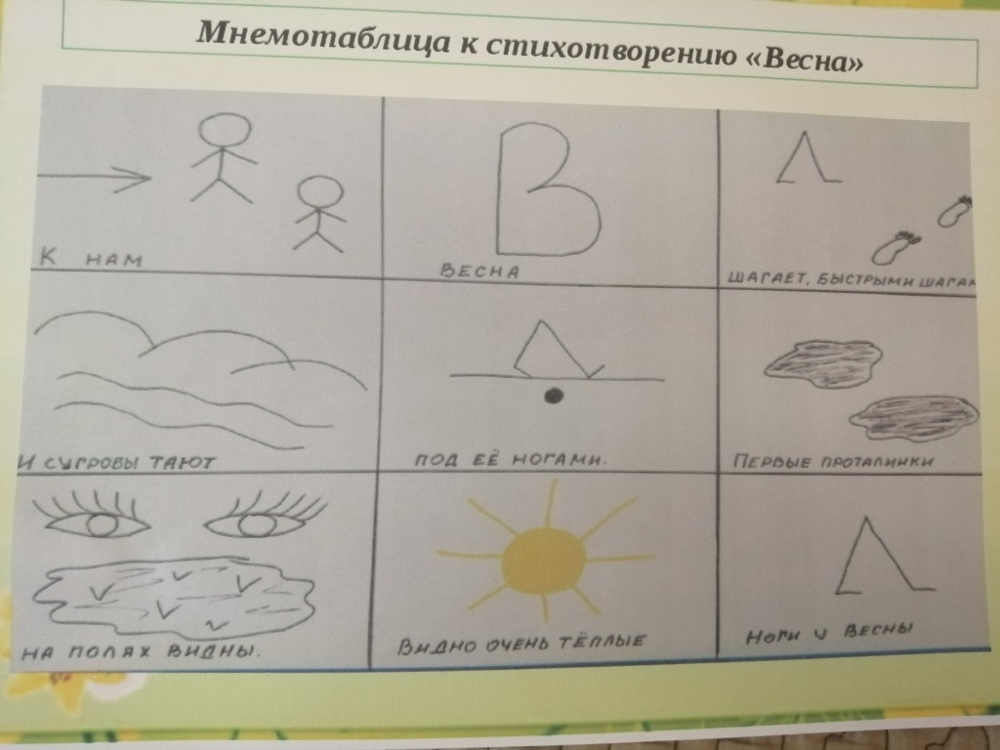 Мнемотаблица к стихотворению «Весна»
К НАМ
ВЕСНА
ШАГАЕТ, БЫСТРЫМИ ШАГАМ
И СУГРОБЫ ТАЮТ
ПОД ЕЁ НОГАМИ.
ПЕРВЫЕ ПРОТАЛИНКИ
НА ПОЛЯХ ВИДНЫ.
ВИДНО ОЧЕНЬ ТЁПЛЫЕ
НОГИ У ВЕСНЫ